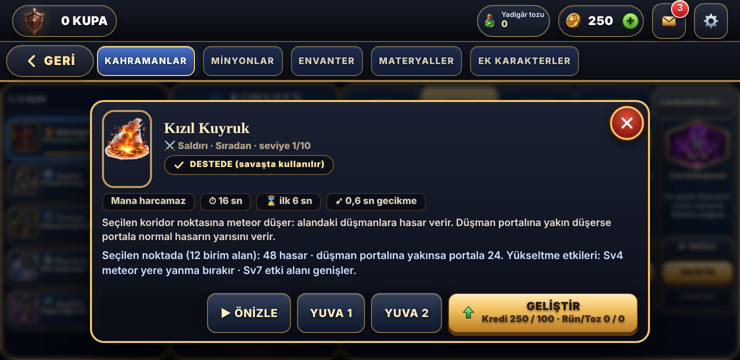 0 KUPA
Yadigâr tozu
0
250
3
GERİ
KAHRAMANLAR
MİNYONLAR
ENVANTER
MATERYALLER
EK KARAKTERLER
Kızıl Kuyruk
⚔️ Saldırı · Sıradan · seviye 1/10
✓ DESTEDE (savaşta kullanılır)
Mana harcamaz
⏱ 16 sn
⌛ ilk 6 sn
➶ 0,6 sn gecikme
Seçilen koridor noktasına meteor düşer: alandaki düşmanlara hasar verir. Düşman portalına yakın düşerse
portala normal hasarın yarısını verir.
Seçilen noktada (12 birim alan): 48 hasar · düşman portalına yakınsa portala 24. Yükseltme etkileri: Sv4
meteor yere yanma bırakır · Sv7 etki alanı genişler.
▶ ÖNİZLE
YUVA 1
YUVA 2
GELİŞTİR
Kredi 250 / 100 · Rün/Toz 0 / 0